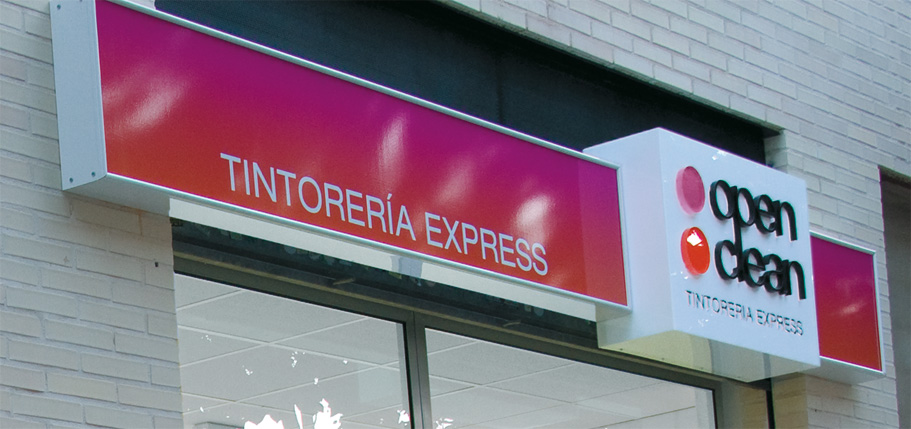 TINTORERÍA EXPRESS
open
clean
TINTORERIA EXPRESS